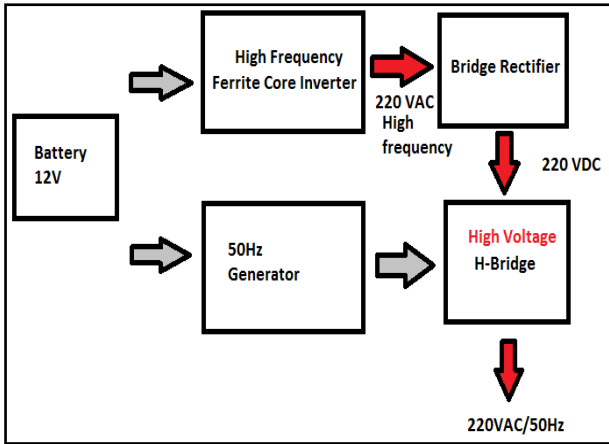 High Frequency
Ferrite Core Inverter
220 VAC
High
frequency
Bridge Rectifier
220 VDC
Battery
12V
50Hz
Generator
High Voltage
H-Bridge
220VAC/50Hz